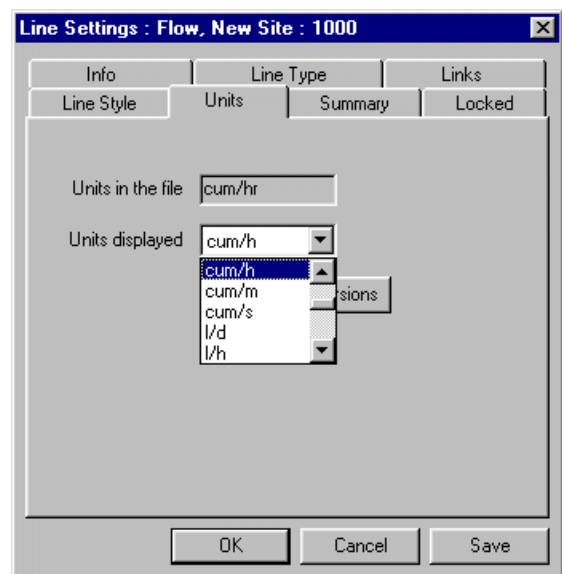 Line Settings : Flow, New Site : 1000
Info Line Type Links
Line Style Units Summary Locked
Units in the file cum/hr
Units displayed cum/h
cum/h
cum/m
cum/s
l/d
l/h
sions
OK Cancel Save